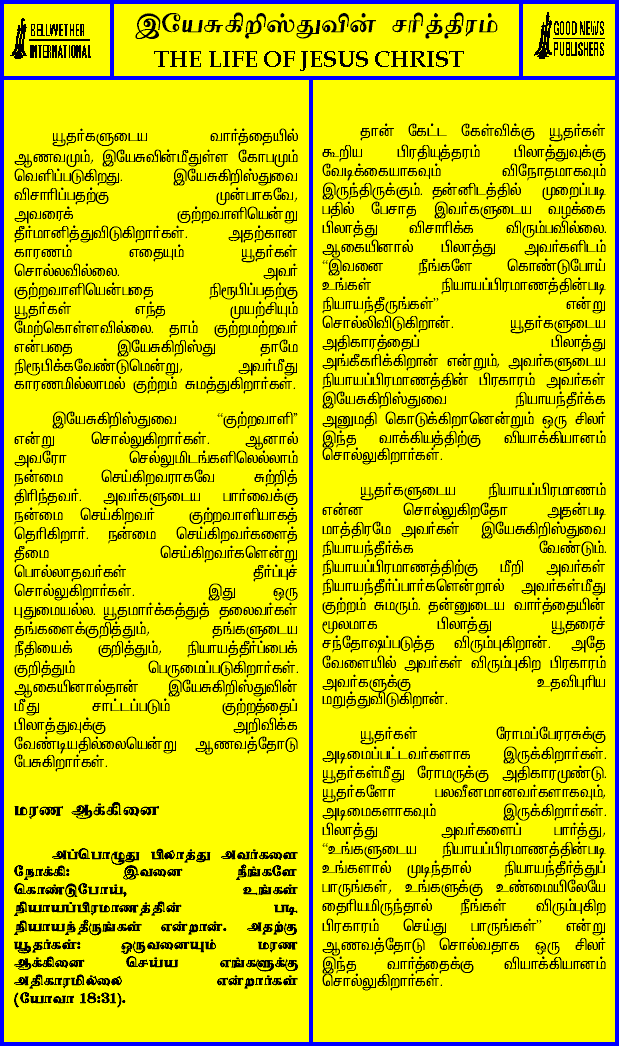 BELLWETHER
INTERNATIONAL
இயேசுகிறிஸ்துவின் சரித்திரம்
THE LIFE OF JESUS CHRIST
GOOD NEWS
PUBLISHERS
யூதர்களுடைய வார்த்தையில்
ஆணவமும், இயேசுவின்மீதுள்ள கோபமும்
வெளிப்படுகிறது. இயேசுகிறிஸ்துவை
விசாரிப்பதற்கு முன்பாகவே,
அவரைக் குற்றவாளியென்று
தீர்மானித்துவிடுகிறார்கள். அதற்கான
காரணம் எதையும் யூதர்கள்
சொல்லவில்லை. அவர்
குற்றவாளியென்பதை நிரூபிப்பதற்கு
யூதர்கள் எந்த முயற்சியும்
மேற்கொள்ளவில்லை. தாம் குற்றமற்றவர்
என்பதை இயேசுகிறிஸ்து தாமே
நிரூபிக்கவேண்டுமென்று, அவர்மீது
காரணமில்லாமல் குற்றம் சுமத்துகிறார்கள்.
இயேசுகிறிஸ்துவை “குற்றவாளி”
என்று சொல்லுகிறார்கள். ஆனால்
அவரோ செல்லுமிடங்களிலெல்லாம்
நன்மை செய்கிறவராகவே சுற்றித்
திரிந்தவர். அவர்களுடைய பார்வைக்கு
நன்மை செய்கிறவர் குற்றவாளியாகத்
தெரிகிறார். நன்மை செய்கிறவர்களைத்
தீமை செய்கிறவர்களென்று
பொல்லாதவர்கள் தீர்ப்புச்
சொல்லுகிறார்கள். இது ஒரு
புதுமையல்ல. யூதமார்க்கத்துத் தலைவர்கள்
தங்களைக்குறித்தும், தங்களுடைய
நீதியைக் குறித்தும், நியாயத்தீர்ப்பைக்
குறித்தும் பெருமைப்படுகிறார்கள்.
ஆகையினால்தான் இயேசுகிறிஸ்துவின்
மீது சாட்டப்படும் குற்றத்தைப்
பிலாத்துவுக்கு அறிவிக்க
வேண்டியதில்லையென்று ஆணவத்தோடு
பேசுகிறார்கள்.
மரண ஆக்கினை
அப்பொழுது பிலாத்து அவர்களை
நோக்கி: இவனை நீங்களே
கொண்டுபோய், உங்கள்
நியாயப்பிரமாணத்தின் படி
நியாயந்தீருங்கள் என்றான். அதற்கு
யூதர்கள்: ஒருவனையும் மரண
ஆக்கினை செய்ய எங்களுக்கு
அதிகாரமில்லை என்றார்கள்
(யோவா 18:31).
தான் கேட்ட கேள்விக்கு யூதர்கள்
கூறிய பிரதியுத்தரம் பிலாத்துவுக்கு
வேடிக்கையாகவும் விநோதமாகவும்
இருந்திருக்கும். தன்னிடத்தில் முறைப்படி
பதில் பேசாத இவர்களுடைய வழக்கை
பிலாத்து விசாரிக்க விரும்பவில்லை.
ஆகையினால் பிலாத்து அவர்களிடம்
“இவனை நீங்களே கொண்டுபோய்
உங்கள் நியாயப்பிரமாணத்தின்படி
நியாயந்தீருங்கள்” என்று
சொல்லிவிடுகிறான். யூதர்களுடைய
அதிகாரத்தைப் பிலாத்து
அங்கீகரிக்கிறான் என்றும், அவர்களுடைய
நியாயப்பிரமாணத்தின் பிரகாரம் அவர்கள்
இயேசுகிறிஸ்துவை நியாயந்தீர்க்க
அனுமதி கொடுக்கிறானென்றும் ஒரு சிலர்
இந்த வாக்கியத்திற்கு வியாக்கியானம்
சொல்லுகிறார்கள்.
யூதர்களுடைய நியாயப்பிரமாணம்
என்ன சொல்லுகிறதோ அதன்படி
மாத்திரமே அவர்கள் இயேசுகிறிஸ்துவை
நியாயந்தீர்க்க வேண்டும்.
நியாயப்பிரமாணத்திற்கு மீறி அவர்கள்
நியாயந்தீர்ப்பார்களென்றால் அவர்கள்மீது
குற்றம் சுமரும். தன்னுடைய வார்த்தையின்
மூலமாக பிலாத்து யூதரைச்
சந்தோஷப்படுத்த விரும்புகிறான். அதே
வேளையில் அவர்கள் விரும்புகிற பிரகாரம்
அவர்களுக்கு உதவிபுரிய
மறுத்துவிடுகிறான்.
யூதர்கள் ரோமப்பேரரசுக்கு
அடிமைப்பட்டவர்களாக இருக்கிறார்கள்.
யூதர்கள்மீது ரோமருக்கு அதிகாரமுண்டு.
யூதர்களோ பலவீனமானவர்களாகவும்,
அடிமைகளாகவும் இருக்கிறார்கள்.
பிலாத்து அவர்களைப் பார்த்து,
“உங்களுடைய நியாயப்பிரமாணத்தின்படி
உங்களால் முடிந்தால் நியாயந்தீர்த்துப்
பாருங்கள், உங்களுக்கு உண்மையிலேயே
தைரியமிருந்தால் நீங்கள் விரும்புகிற
பிரகாரம் செய்து பாருங்கள்” என்று
ஆணவத்தோடு சொல்வதாக ஒரு சிலர்
இந்த வார்த்தைக்கு வியாக்கியானம்
சொல்லுகிறார்கள்.